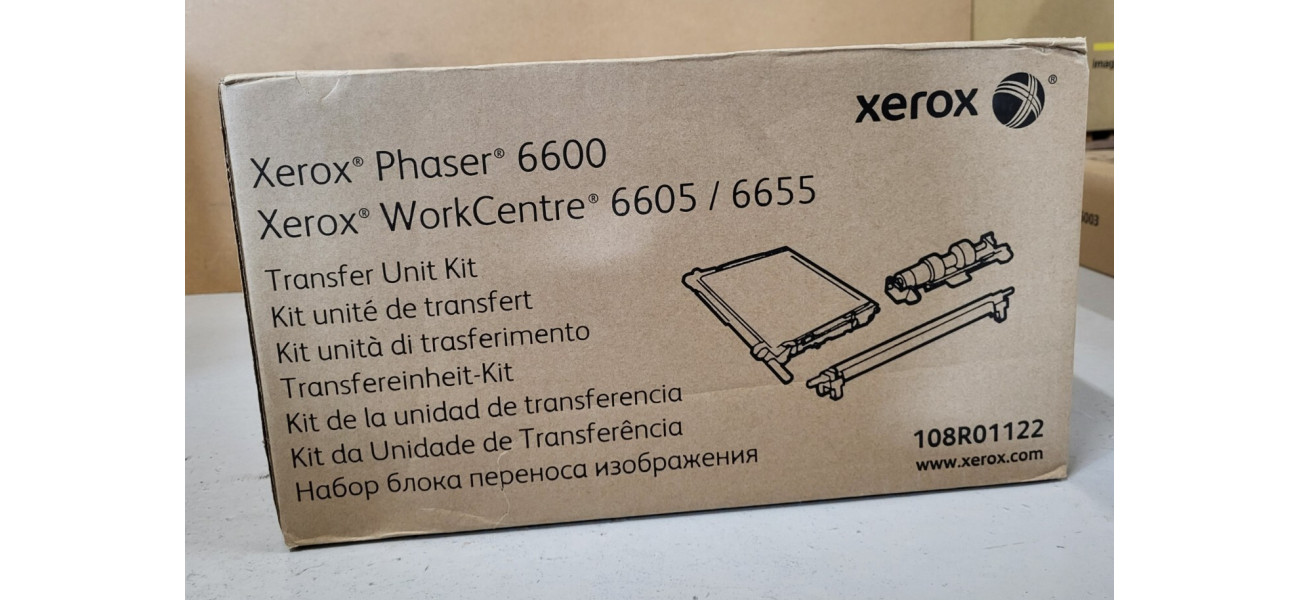 xerox ®
Xerox® Phaser® 6600
Xerox® WorkCentre® 6605 / 6655
Transfer Unit Kit
Kit unité de transfert
Kit unità di trasferimento
Transfereinheit-Kit
Kit de la unidad de transferencia
Kit da Unidade de Transferência
Набор блока переноса изображения
108R01122
www.xerox.com